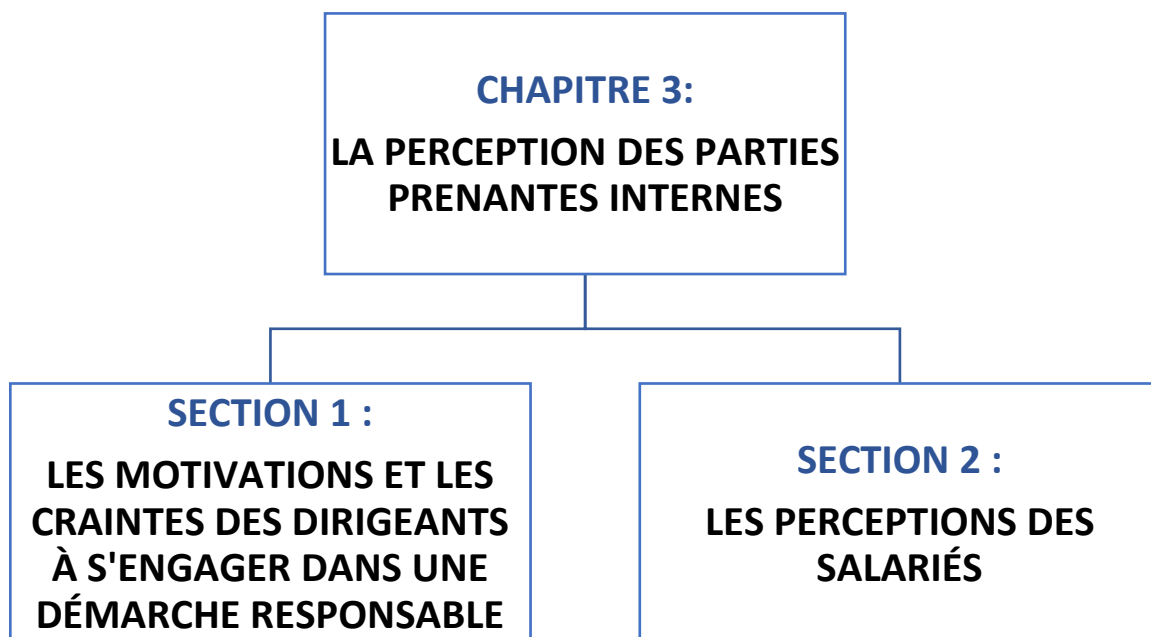 CHAPITRE 3:
LA PERCEPTION DES PARTIES
PRENANTES INTERNES
SECTION 1 :
LES MOTIVATIONS ET LES
CRAINTES DES DIRIGEANTS
À S'ENGAGER DANS UNE
DÉMARCHE RESPONSABLE
SECTION 2 :
LES PERCEPTIONS DES
SALARIÉS